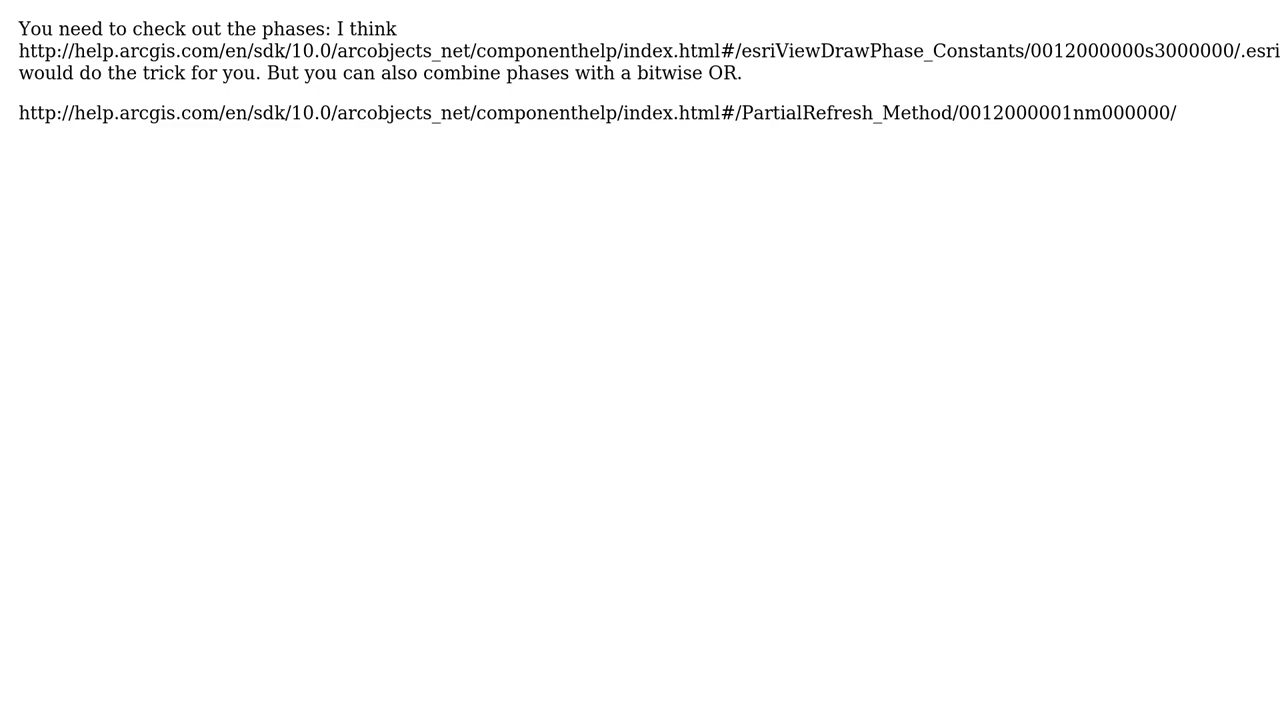 You need to check out the phases: I think
http://help.arcgis.com/en/sdk/10.0/arcobjects_net/componenthelp/index.html#/esriViewDrawPhase_Constants/0012000000s3000000/.esri
would do the trick for you. But you can also combine phases with a bitwise OR.
http://help.arcgis.com/en/sdk/10.0/arcobjects_net/componenthelp/index.html#/PartialRefresh_Method/0012000001nm000000/